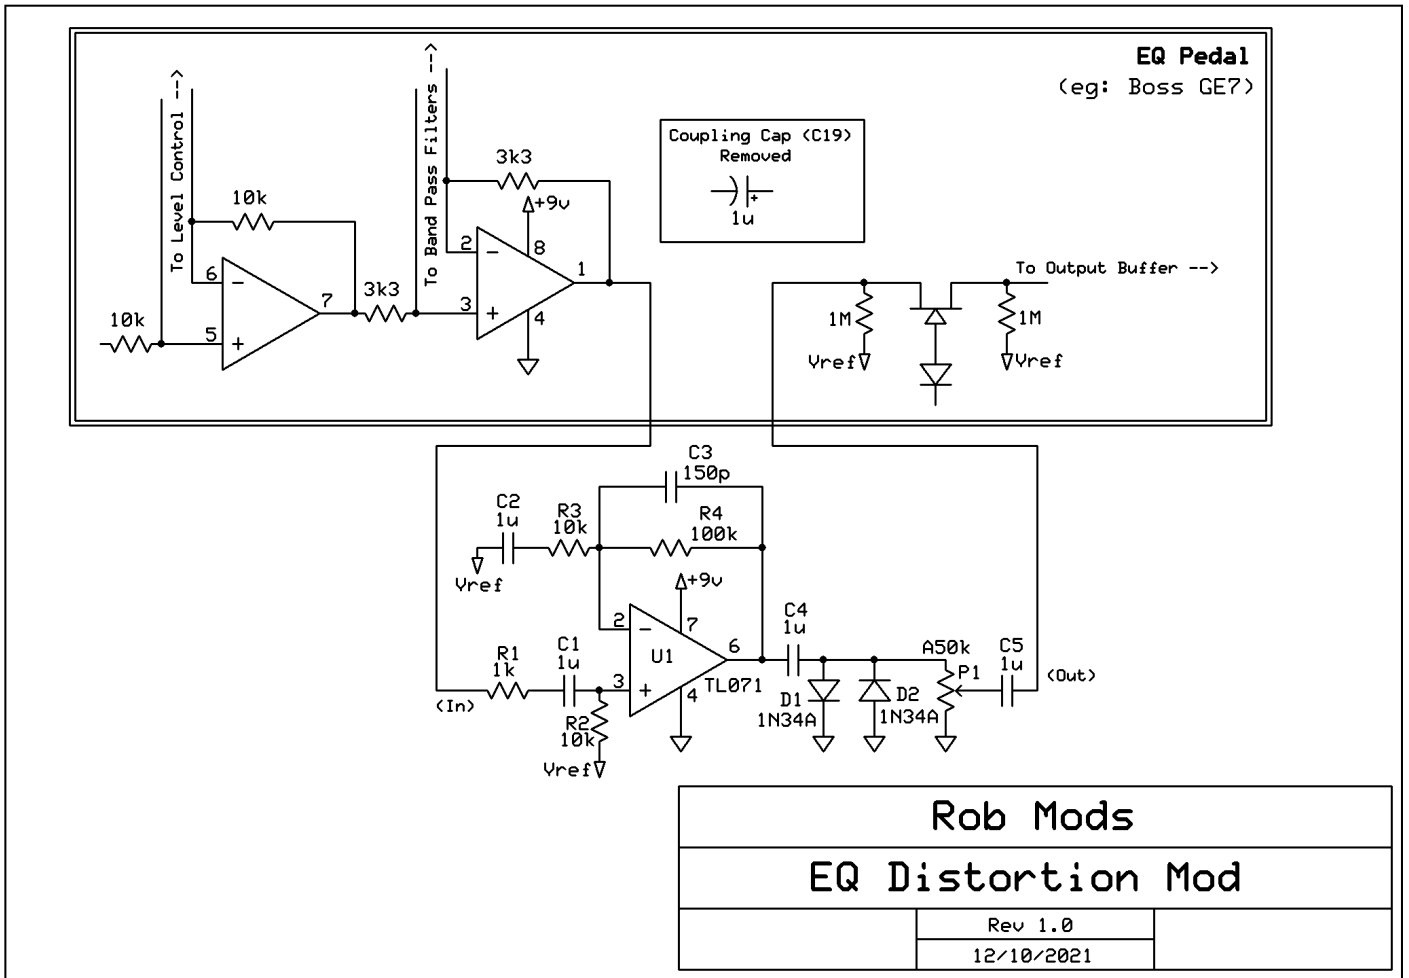 EQ Pedal
(eg: Boss GE7)
To Level Control -->
To Band Pass Filters -->
Coupling Cap (C19)
Removed
1u
+
3k3
+9v
10k
2
8
6
1
To Output Buffer -->
3k3
7
3
4
10k
5
1M
1M
Vref
Vref
C3
150p
C2
1u
R3
10k
R4
100k
Vref
+9v
2
7
C4
1u
R1
1k
C1
1u
U1
6
A50k
C5
1u
P1
(Out)
3
4
TL071
(In)
R2
10k
D1
1N34A
D2
1N34A
Vref
Rob Mods
EQ Distortion Mod
Rev 1.0
12/10/2021